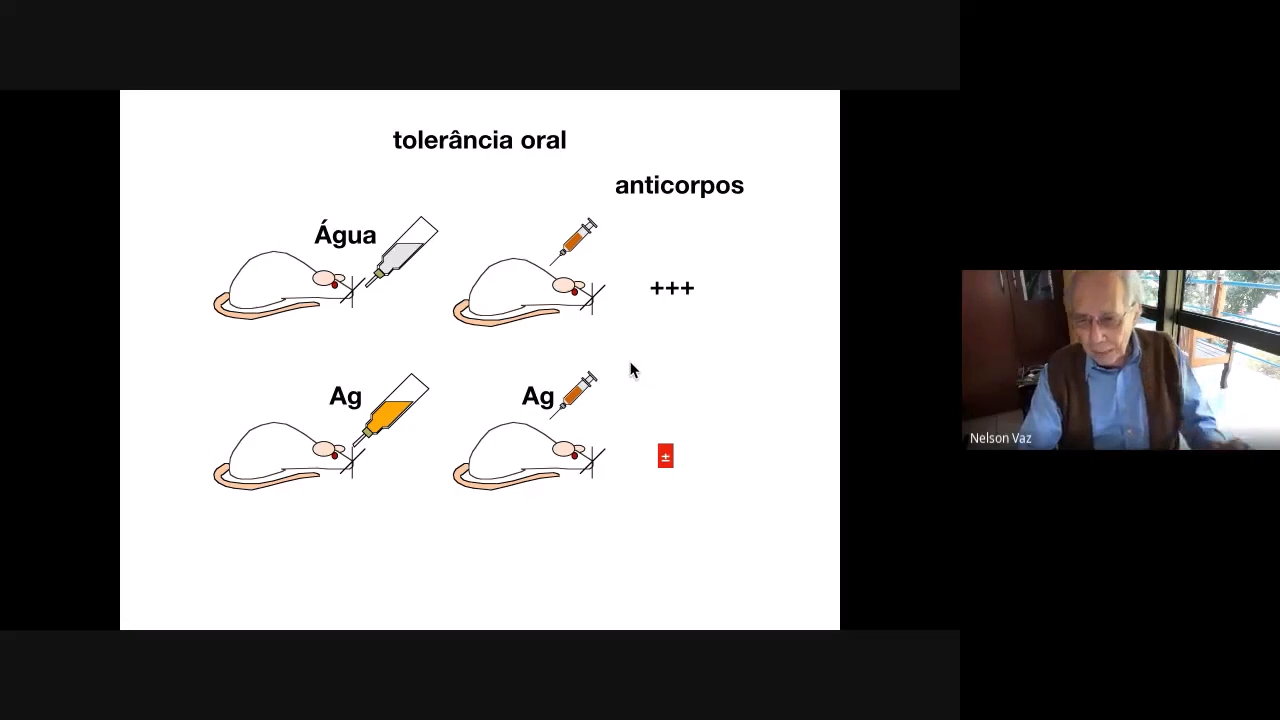 tolerância oral
anticorpos
Água
+++
Ag
Ag
±
Nelson Vaz